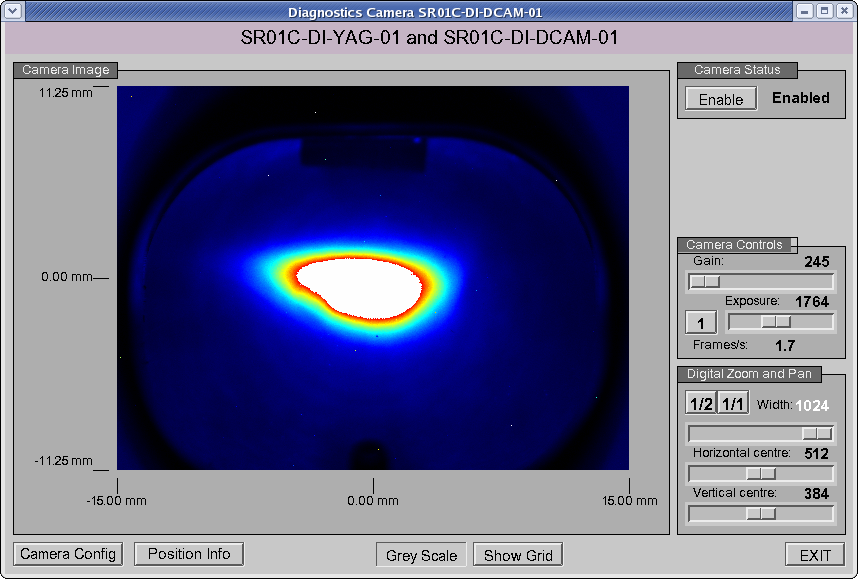 Diagnostics Camera SR01C-DI-DCAM-01
SR01C-DI-YAG-01 and SR01C-DI-DCAM-01
Camera Image
11.25 mm
0.00 mm
-11.25 mm
-15.00 mm 0.00 mm 15.00 mm
Camera Status
Enable Enabled
Camera Controls
Gain: 245
Exposure: 1764
1
Frames/s: 1.7
Digital Zoom and Pan
1/2 1/1 Width: 1024
Horizontal centre: 512
Vertical centre: 384
Camera Config Position Info Grey Scale Show Grid EXIT